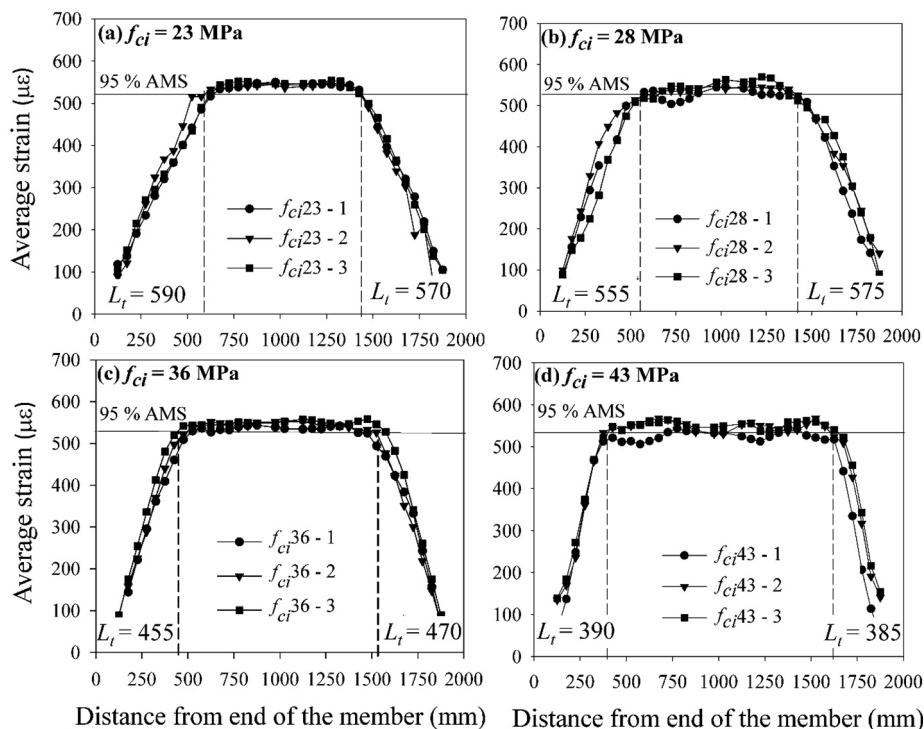 (a) fci = 23 MPa
95 % AMS
fci23 - 1
fci23 - 2
fci23 - 3
Lt = 590
Lt = 570
700
600
500
400
300
200
100
0
0 250 500 750 1000 1250 1500 1750 2000
Average strain (με)
(b) fci = 28 MPa
95 % AMS
fci28 - 1
fci28 - 2
fci28 - 3
Lt = 555
Lt = 575
700
600
500
400
300
200
100
0
0 250 500 750 1000 1250 1500 1750 2000
(c) fci = 36 MPa
95 % AMS
fci36 - 1
fci36 - 2
fci36 - 3
Lt = 455
Lt = 470
700
600
500
400
300
200
100
0
0 250 500 750 1000 1250 1500 1750 2000
Average strain (με)
Distance from end of the member (mm)
(d) fci = 43 MPa
95 % AMS
fci43 - 1
fci43 - 2
fci43 - 3
Lt = 390
Lt = 385
700
600
500
400
300
200
100
0
0 250 500 750 1000 1250 1500 1750 2000
Distance from end of the member (mm)